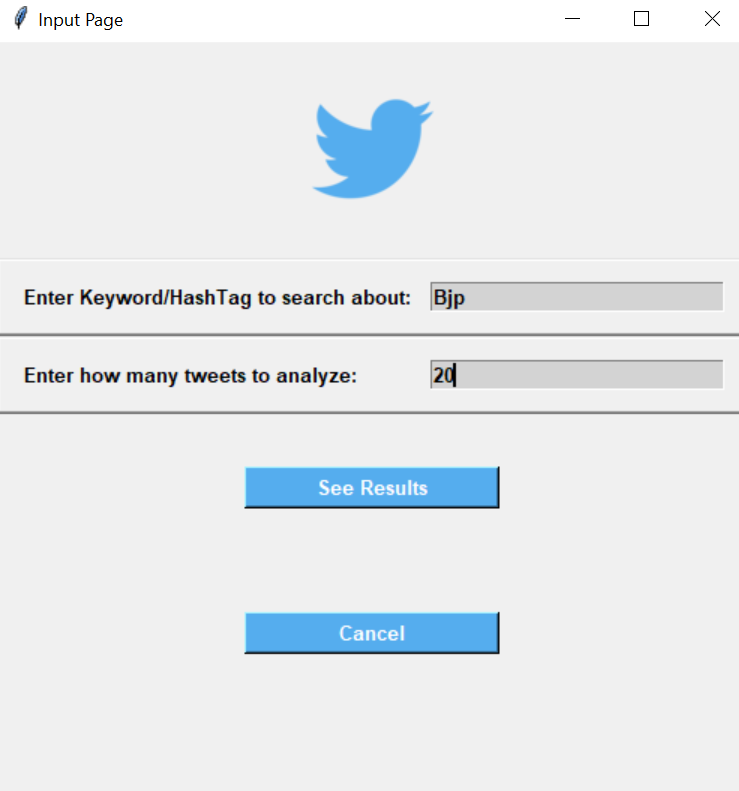 Input Page
Enter Keyword/HashTag to search about: Bjp
Enter how many tweets to analyze: 20
See Results
Cancel